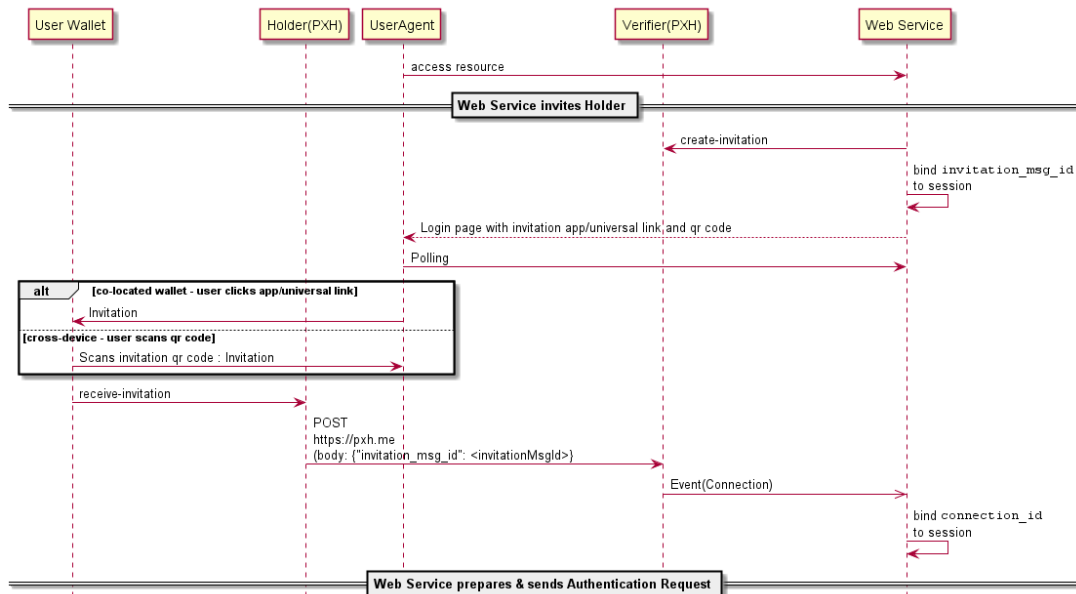 User Wallet
Holder(PXH)
UserAgent
Verifier(PXH)
Web Service
access resource
Web Service invites Holder
create-invitation
bind invitation_msg_id
to session
Login page with invitation app/universal link and qr code
Polling
alt
[co-located wallet - user clicks app/universal link]
Invitation
[cross-device - user scans qr code]
Scans invitation qr code : Invitation
receive-invitation
POST
https://pxh.me
(body: {"invitation_msg_id": <invitationMsgId>}
Event(Connection)
bind connection_id
to session
Web Service prepares & sends Authentication Request